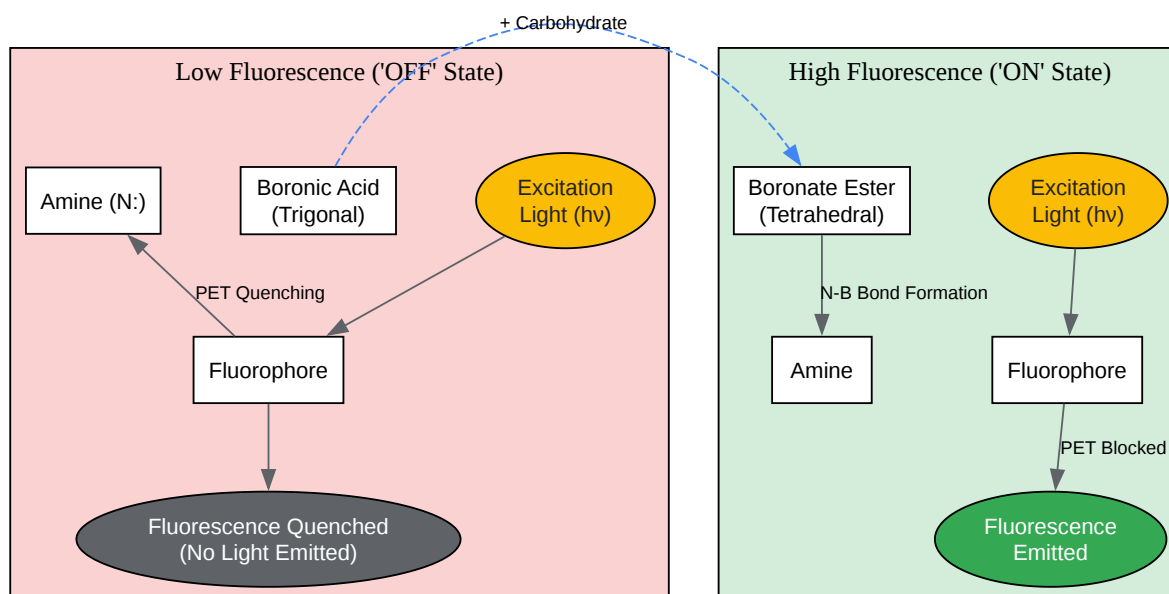 + Carbohydrate
Low Fluorescence ('OFF' State)
Amine (N:)
Boronic Acid
(Trigonal)
Excitation
Light (hν)
PET Quenching
Fluorophore
Fluorescence Quenched
(No Light Emitted)
High Fluorescence ('ON' State)
Boronate Ester
(Tetrahedral)
Excitation
Light (hν)
N-B Bond Formation
Amine
Fluorophore
PET Blocked
Fluorescence
Emitted